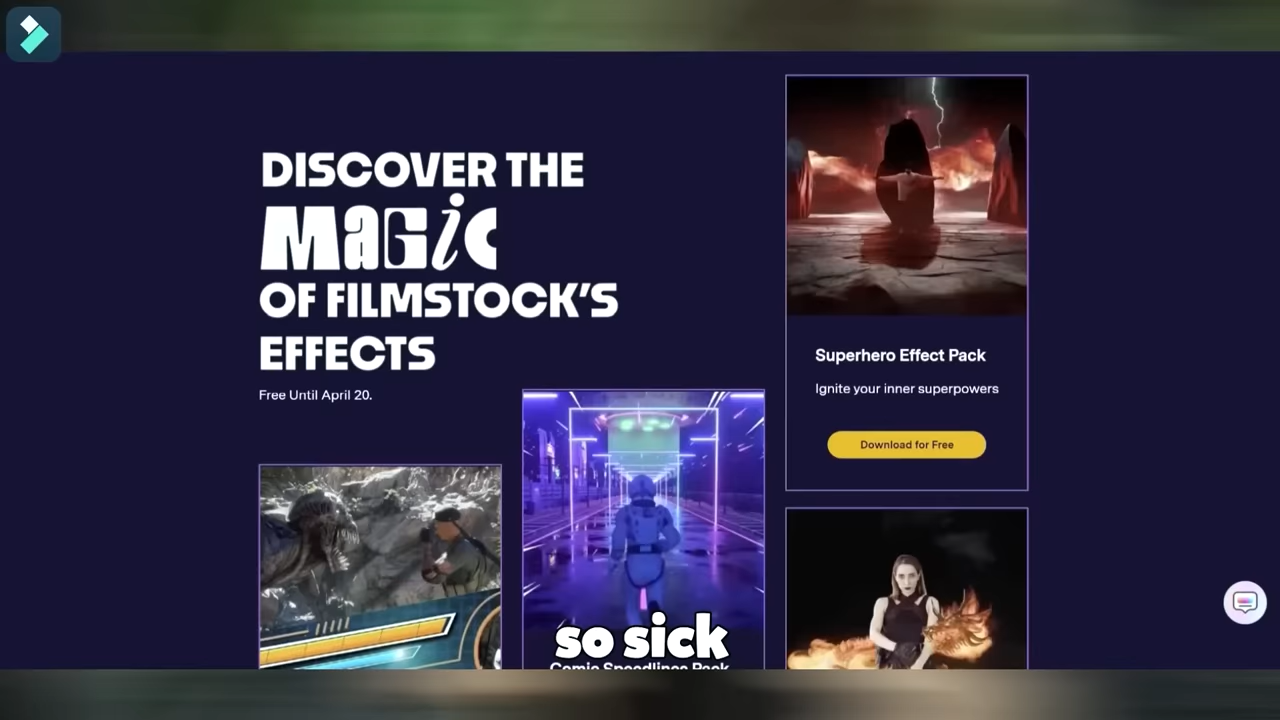 DISCOVER THE
MaGiC
OF FILMSTOCK'S
EFFECTS
Free Until April 20.
Superhero Effect Pack
Ignite your inner superpowers
Download for Free
so sick
Comic Speedlines Pack